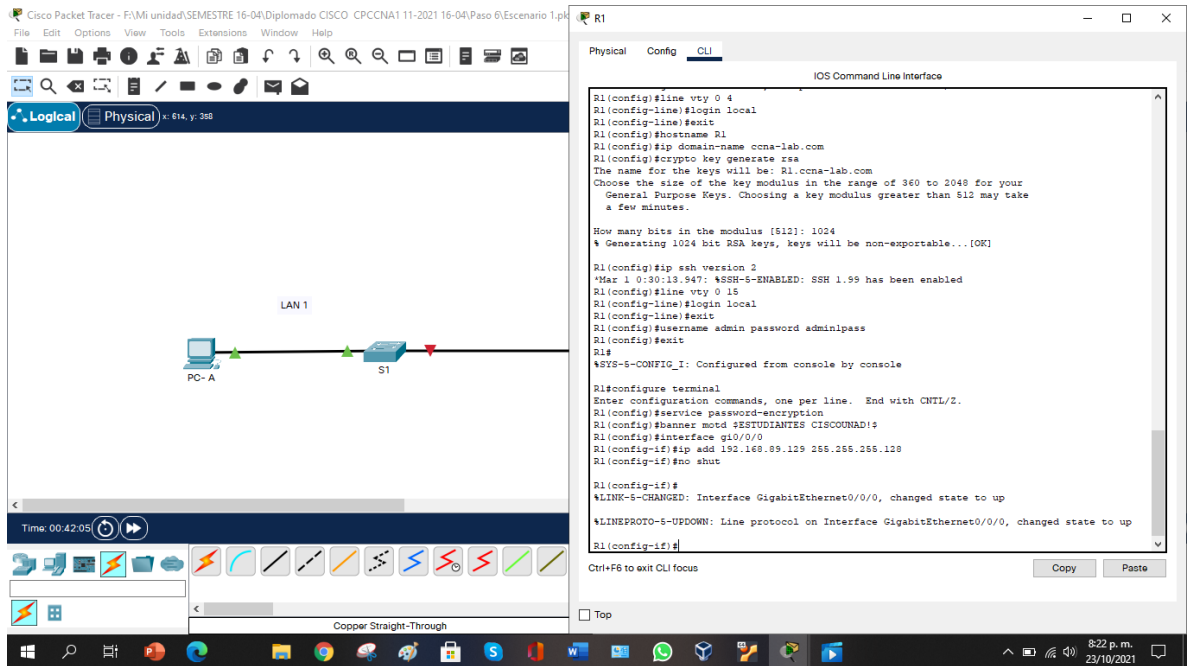 Cisco Packet Tracer - F:\Mi unidad\SEMESTRE 16-04\Diplomado CISCO CPCCNA1 11-2021 16-04\Paso 6\Escenario 1.pk
File Edit Options View Tools Extensions Window Help
Logical
Physical
x: 614, y: 358
LAN 1
PC- A
S1
Time: 00:42:05
Copper Straight-Through
R1
Physical Config CLI
IOS Command Line Interface
R1(config)#line vty 0 4
R1(config-line)#login local
R1(config-line)#exit
R1(config)#hostname R1
R1(config)#ip domain-name ccna-lab.com
R1(config)#crypto key generate rsa
The name for the keys will be: R1.ccna-lab.com
Choose the size of the key modulus in the range of 360 to 2048 for your
General Purpose Keys. Choosing a key modulus greater than 512 may take
a few minutes.
How many bits in the modulus [512]: 1024
% Generating 1024 bit RSA keys, keys will be non-exportable...[OK]
R1(config)#ip ssh version 2
*Mar 1 0:30:13.947: %SSH-5-ENABLED: SSH 1.99 has been enabled
R1(config)#line vty 0 15
R1(config-line)#login local
R1(config-line)#exit
R1(config)#username admin password admin1pass
R1(config)#exit
R1#
%SYS-5-CONFIG_I: Configured from console by console
R1#configure terminal
Enter configuration commands, one per line. End with CNTL/Z.
R1(config)#service password-encryption
R1(config)#banner motd $ESTUDIANTES CISCOUNAD!$
R1(config)#interface gi0/0/0
R1(config-if)#ip add 192.168.89.129 255.255.255.128
R1(config-if)#no shut
R1(config-if)#
%LINK-5-CHANGED: Interface GigabitEthernet0/0/0, changed state to up
%LINEPROTO-5-UPDOWN: Line protocol on Interface GigabitEthernet0/0/0, changed state to up
R1(config-if)#
Ctrl+F6 to exit CLI focus
Copy
Paste
Top
8:22 p. m.
23/10/2021